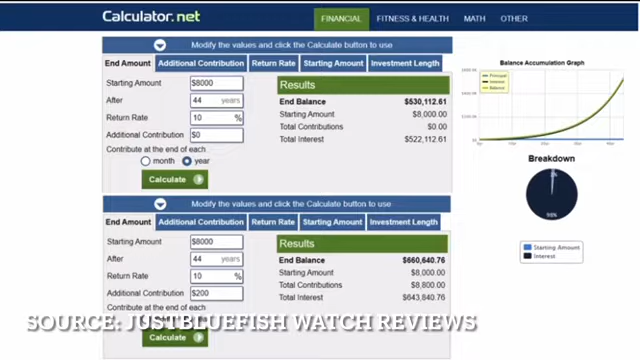 Calculator.net
FINANCIAL FITNESS & HEALTH MATH OTHER
Modify the values and click the Calculate button to use
End Amount Additional Contribution Return Rate Starting Amount Investment Length
Starting Amount $8000
After 44 years
Return Rate 10 %
Additional Contribution $0
Contribute at the end of each
month year
Calculate
Results
End Balance $530,112.61
Starting Amount $8,000.00
Total Contributions $0.00
Total Interest $522,112.61
Balance Accumulation Graph
Principal
Interest
Balance
Breakdown
Starting Amount
Interest
Modify the values and click the Calculate button to use
End Amount Additional Contribution Return Rate Starting Amount Investment Length
Starting Amount $8000
After 44 years
Return Rate 10 %
Additional Contribution $200
Contribute at the end of each
Calculate
Results
End Balance $660,640.76
Starting Amount $8,000.00
Total Contributions $8,800.00
Total Interest $643,840.76
SOURCE: JUSTBLUEFISH WATCH REVIEWS